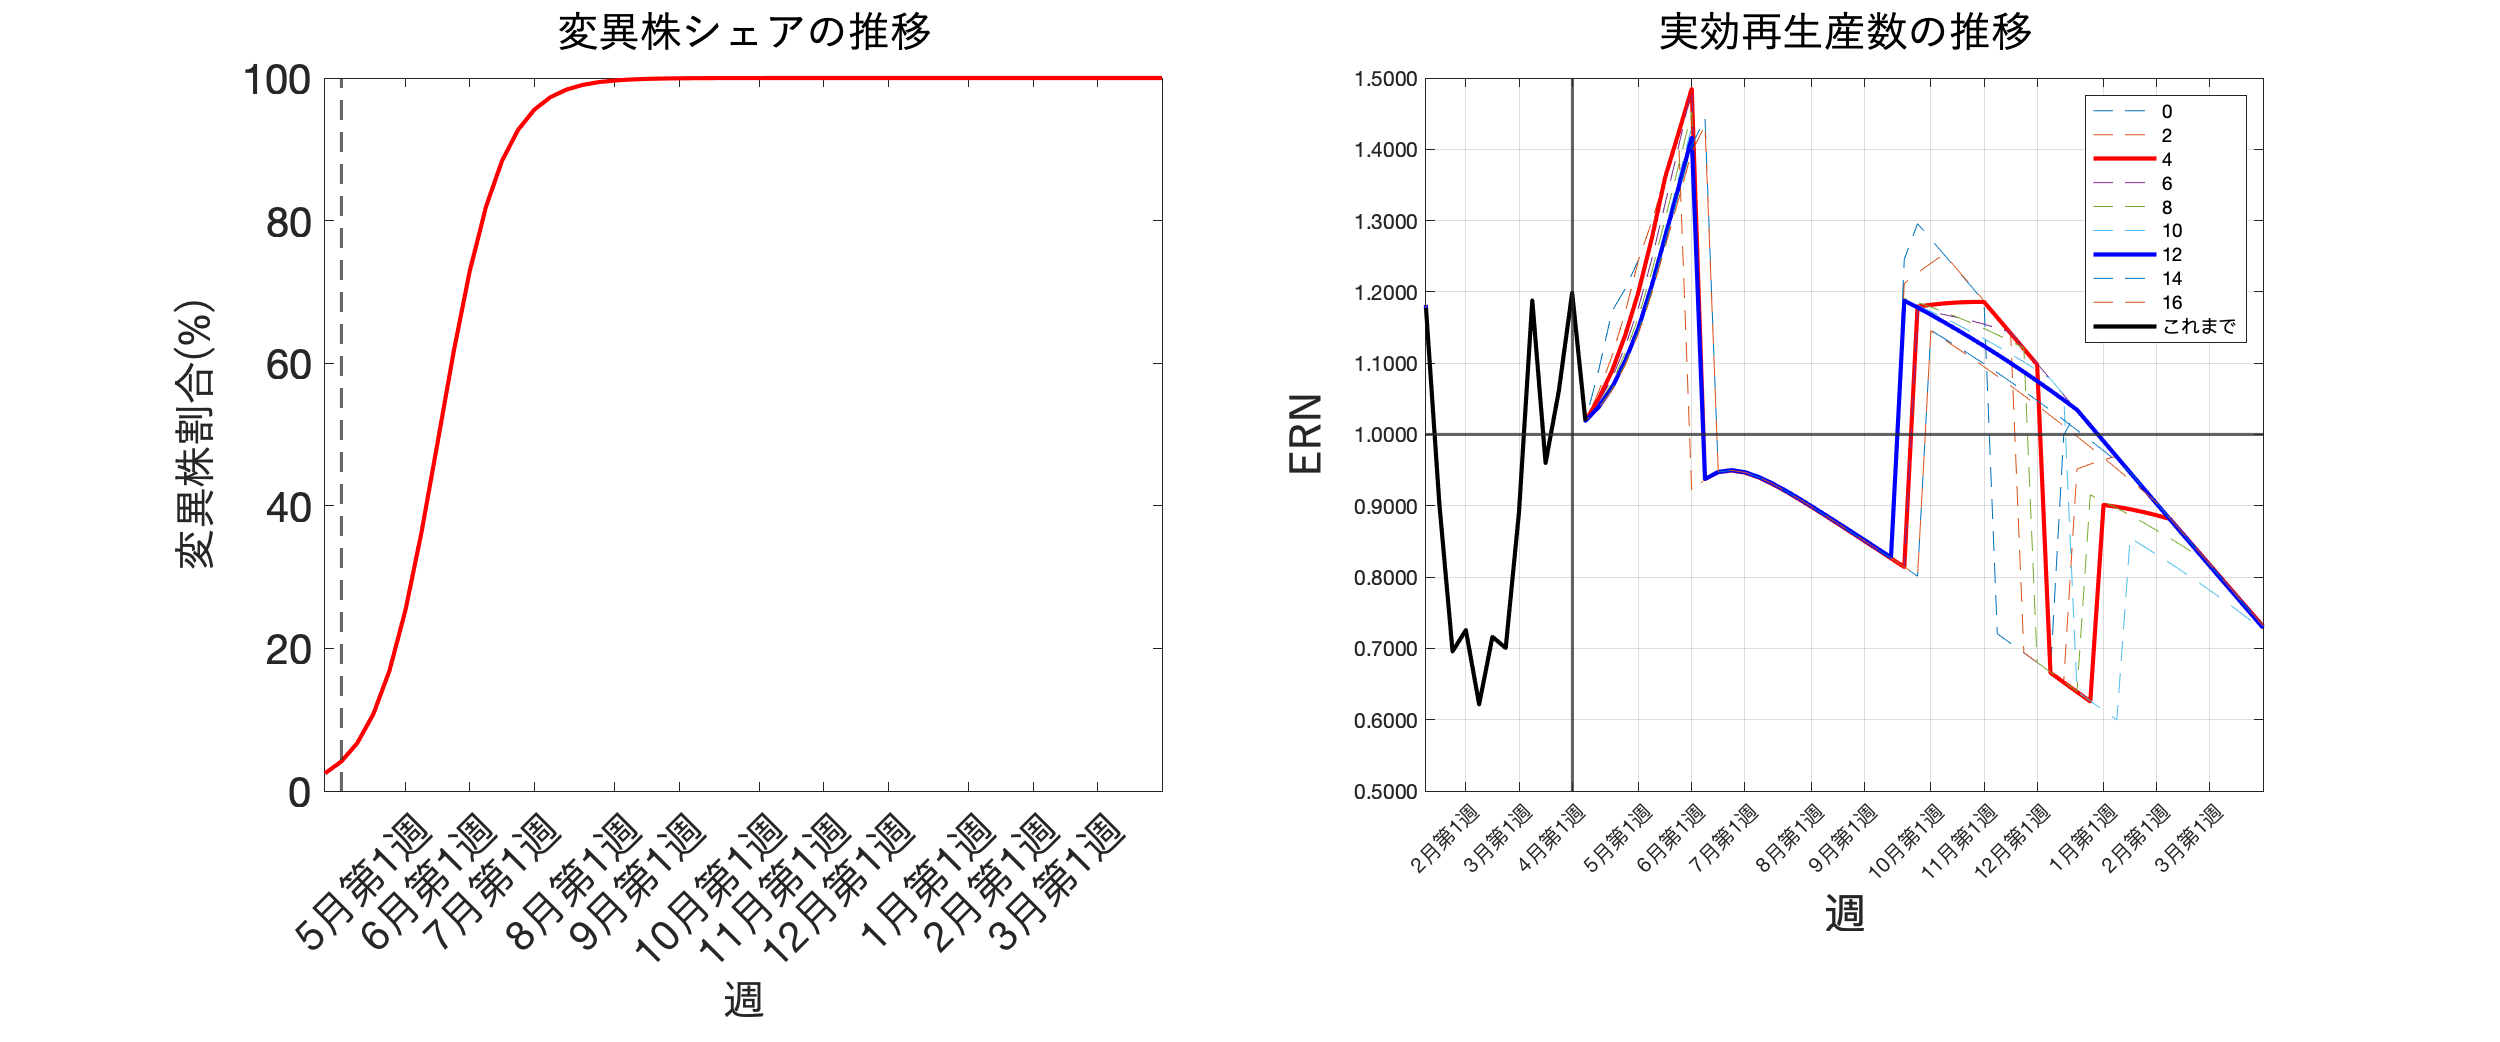 変異株シェアの推移
変異株割合(%)
100
80
60
40
20
0
5月第1週
6月第1週
7月第1週
8月第1週
9月第1週
10月第1週
11月第1週
12月第1週
1月第1週
2月第1週
3月第1週
週
実効再生産数の推移
ERN
1.5000
1.4000
1.3000
1.2000
1.1000
1.0000
0.9000
0.8000
0.7000
0.6000
0.5000
0
2
4
6
8
10
12
14
16
これまで
2月第1週
3月第1週
4月第1週
5月第1週
6月第1週
7月第1週
8月第1週
9月第1週
10月第1週
11月第1週
12月第1週
1月第1週
2月第1週
3月第1週
週